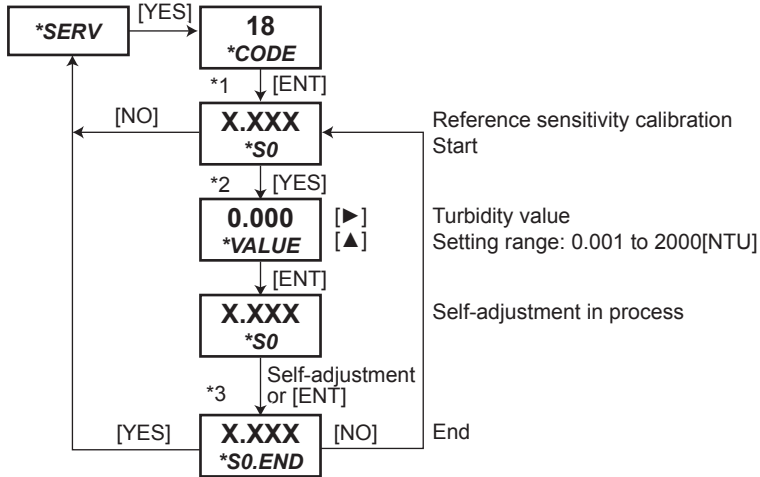 *SERV
[YES]
18
*CODE
*1
[ENT]
[NO]
X.XXX
*S0
Reference sensitivity calibration
Start
*2
[YES]
0.000
*VALUE
[►]
[▲]
Turbidity value
Setting range: 0.001 to 2000[NTU]
[ENT]
X.XXX
*S0
Self-adjustment in process
*3
Self-adjustment
or [ENT]
[YES]
X.XXX
*S0.END
[NO]
End